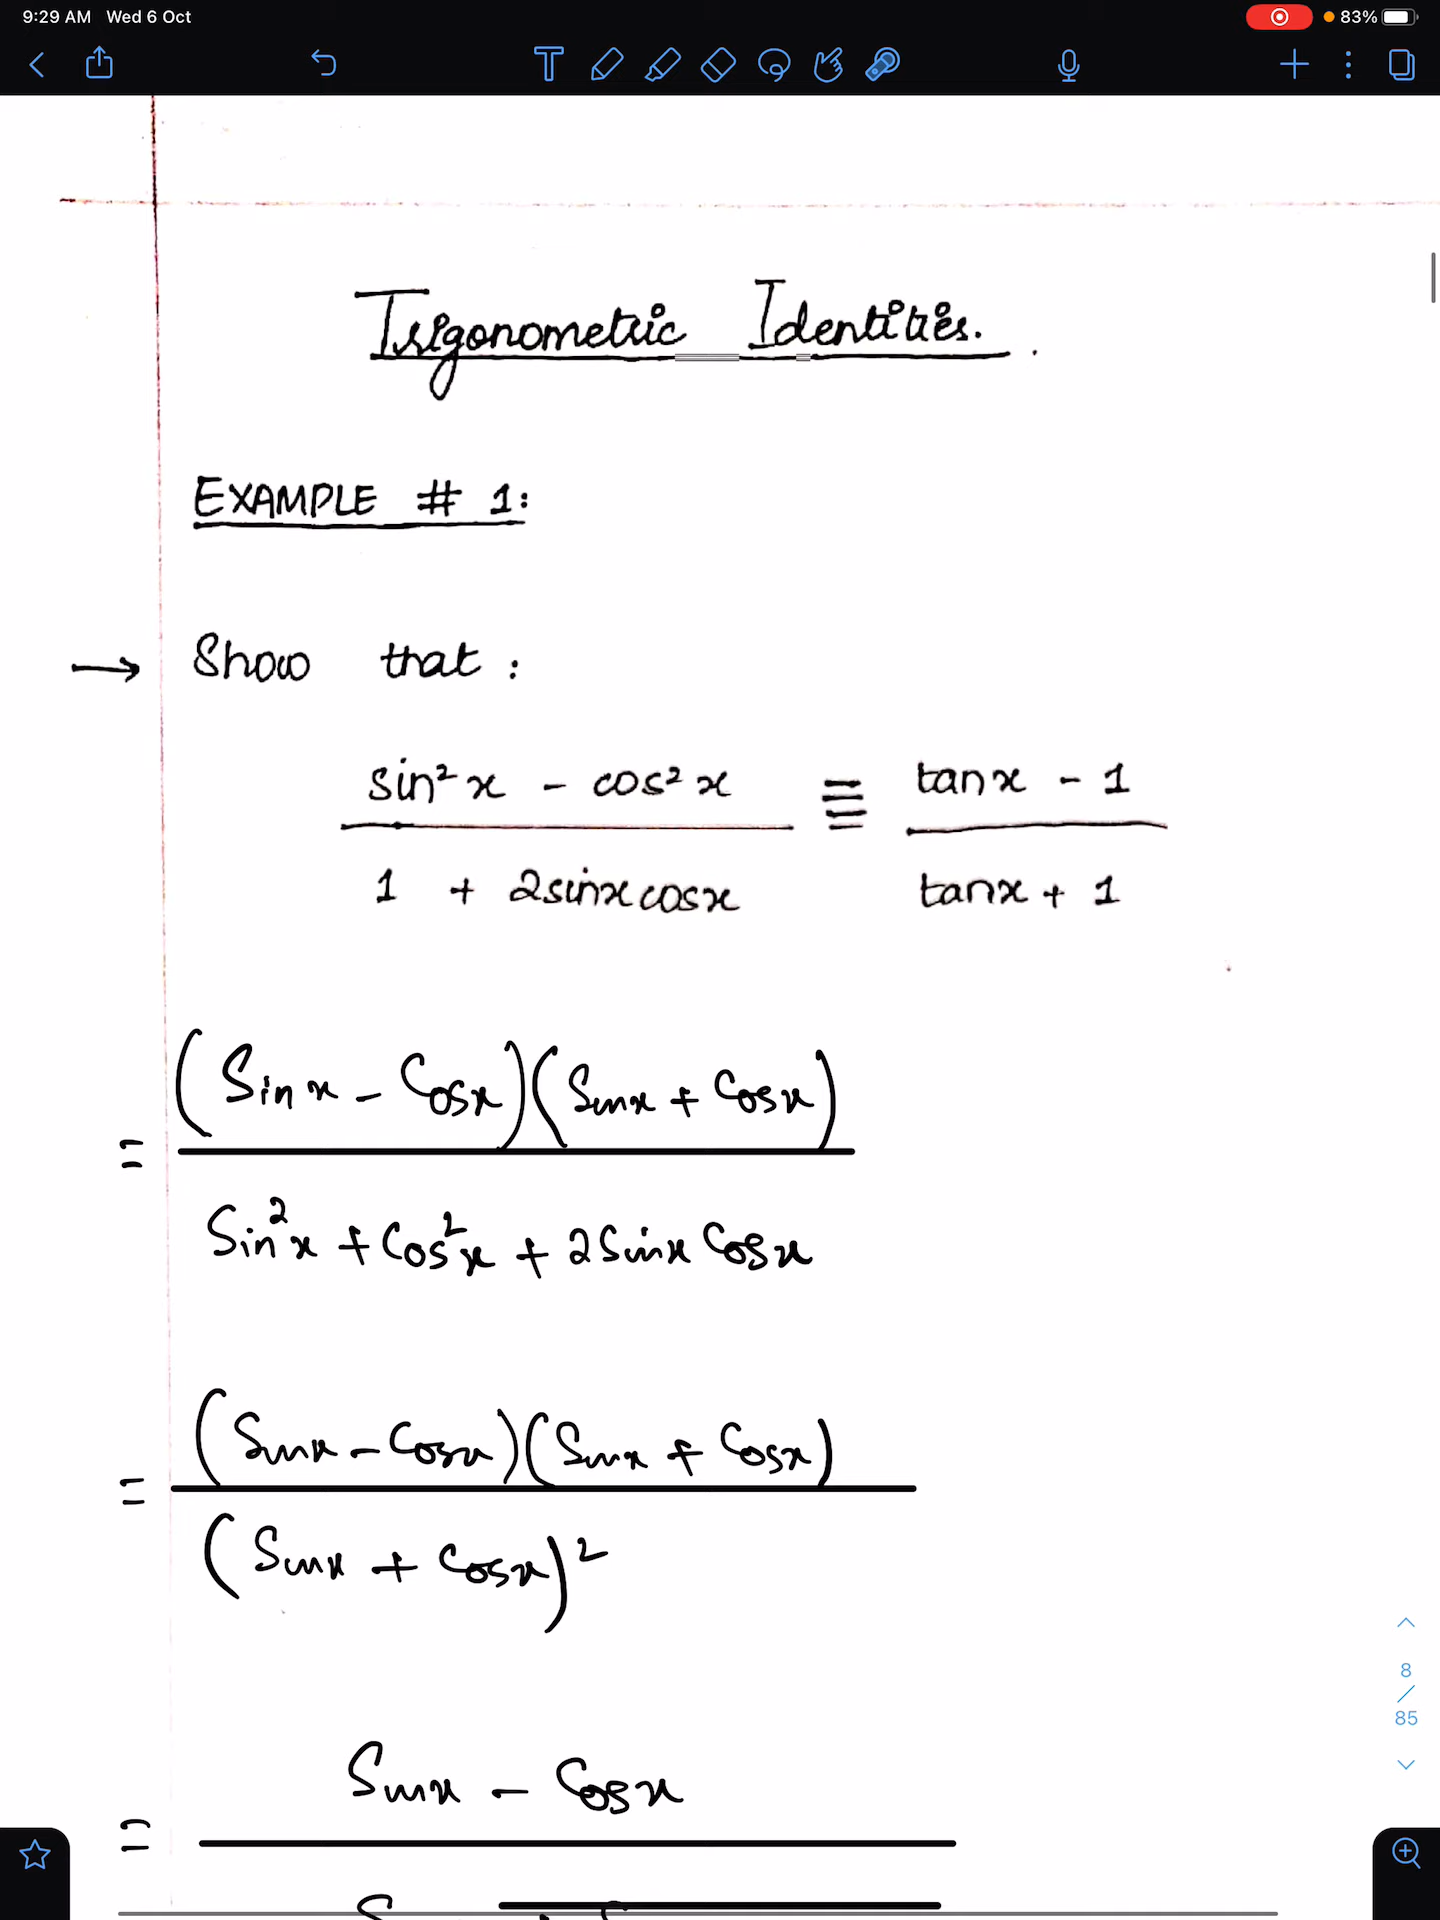 9:29 AM Wed 6 Oct
83%
Trigonometric Identities.
EXAMPLE # 1:
→ Show that :
sin²x - cos²x ≡ tanx - 1
1 + 2sinxcosx tanx + 1
(Sinx - Cosx)(Sinx + Cosx)
=
Sin²x + Cos²x + 2Sinx Cosx
(Sinx - Cosx)(Sinx + Cosx)
=
(Sinx + Cosx)²
8
/
85
Sinx - Cosx
=